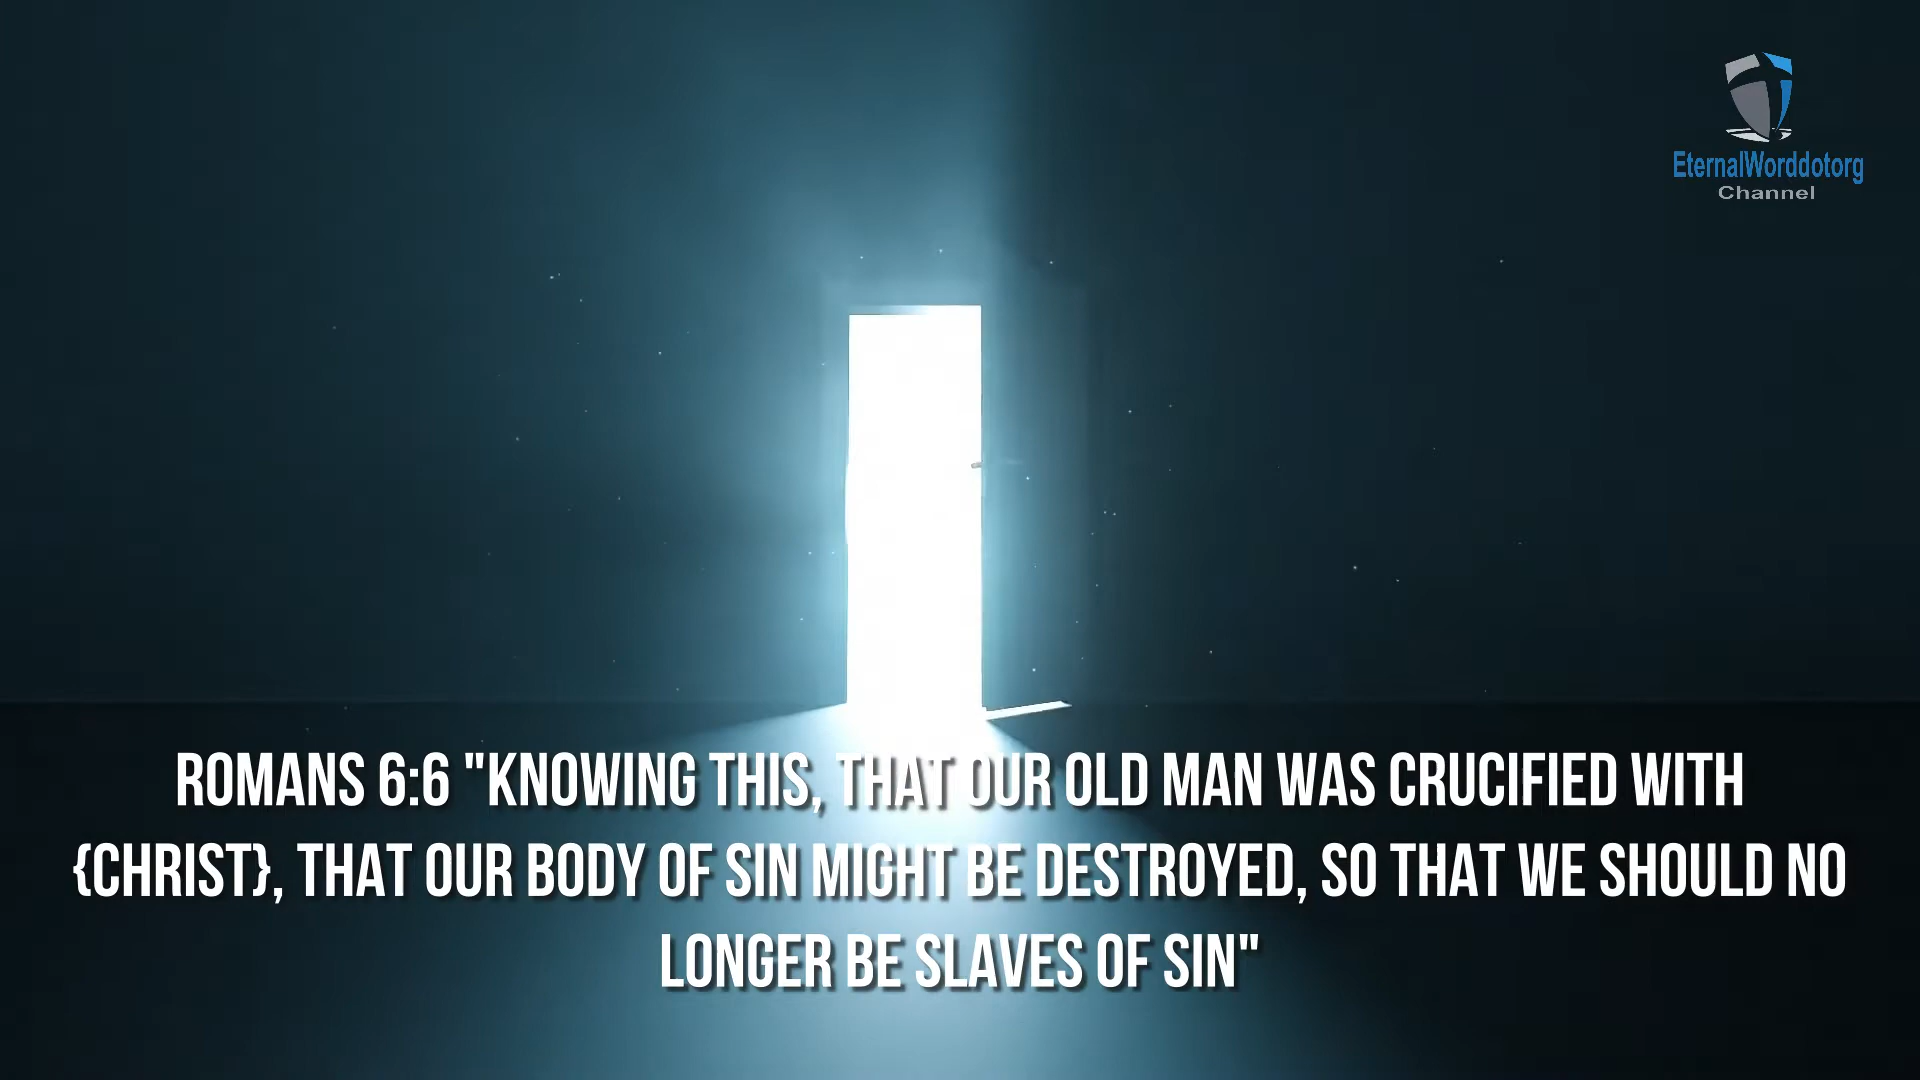 EternalWorddotorg
Channel
ROMANS 6:6 "KNOWING THIS, THAT OUR OLD MAN WAS CRUCIFIED WITH
{CHRIST}, THAT OUR BODY OF SIN MIGHT BE DESTROYED, SO THAT WE SHOULD NO
LONGER BE SLAVES OF SIN"